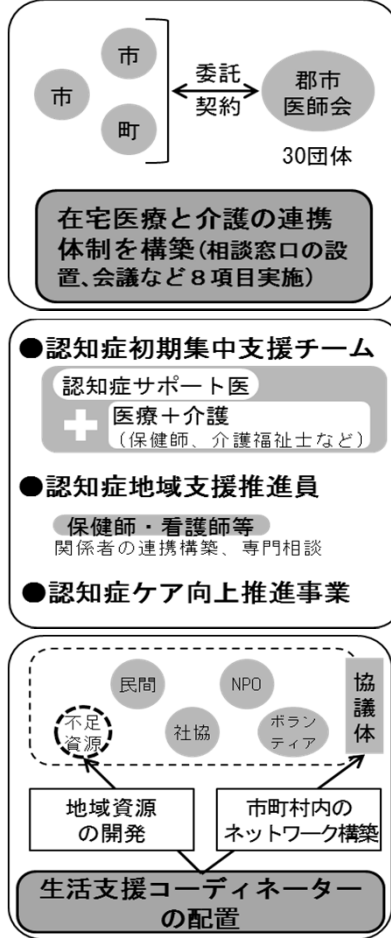 市
市
町
委託
契約
郡市
医師会
30団体
在宅医療と介護の連携
体制を構築(相談窓口の設
置、会議など８項目実施)
●認知症初期集中支援チーム
認知症サポート医
＋
医療＋介護
(保健師、介護福祉士など)
●認知症地域支援推進員
保健師・看護師等
関係者の連携構築、専門相談
●認知症ケア向上推進事業
民間
NPO
協議体
不足
資源
社協
ボラン
ティア
地域資源
の開発
市町村内の
ネットワーク構築
生活支援コーディネーター
の配置